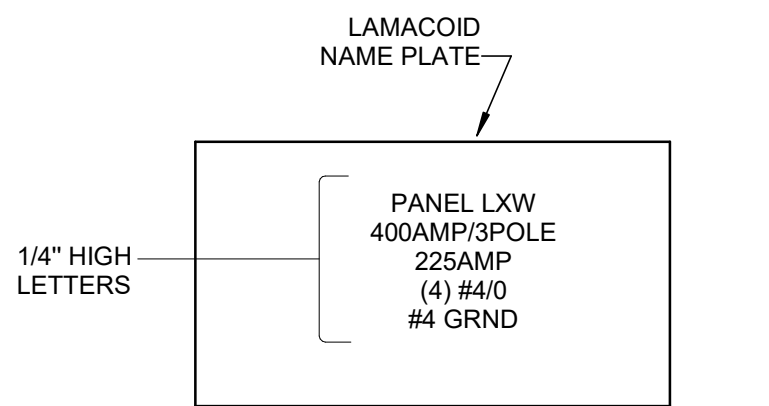 LAMACOID
NAME PLATE
1/4" HIGH
LETTERS
PANEL LXW
400AMP/3POLE
225AMP
(4) #4/0
#4 GRND